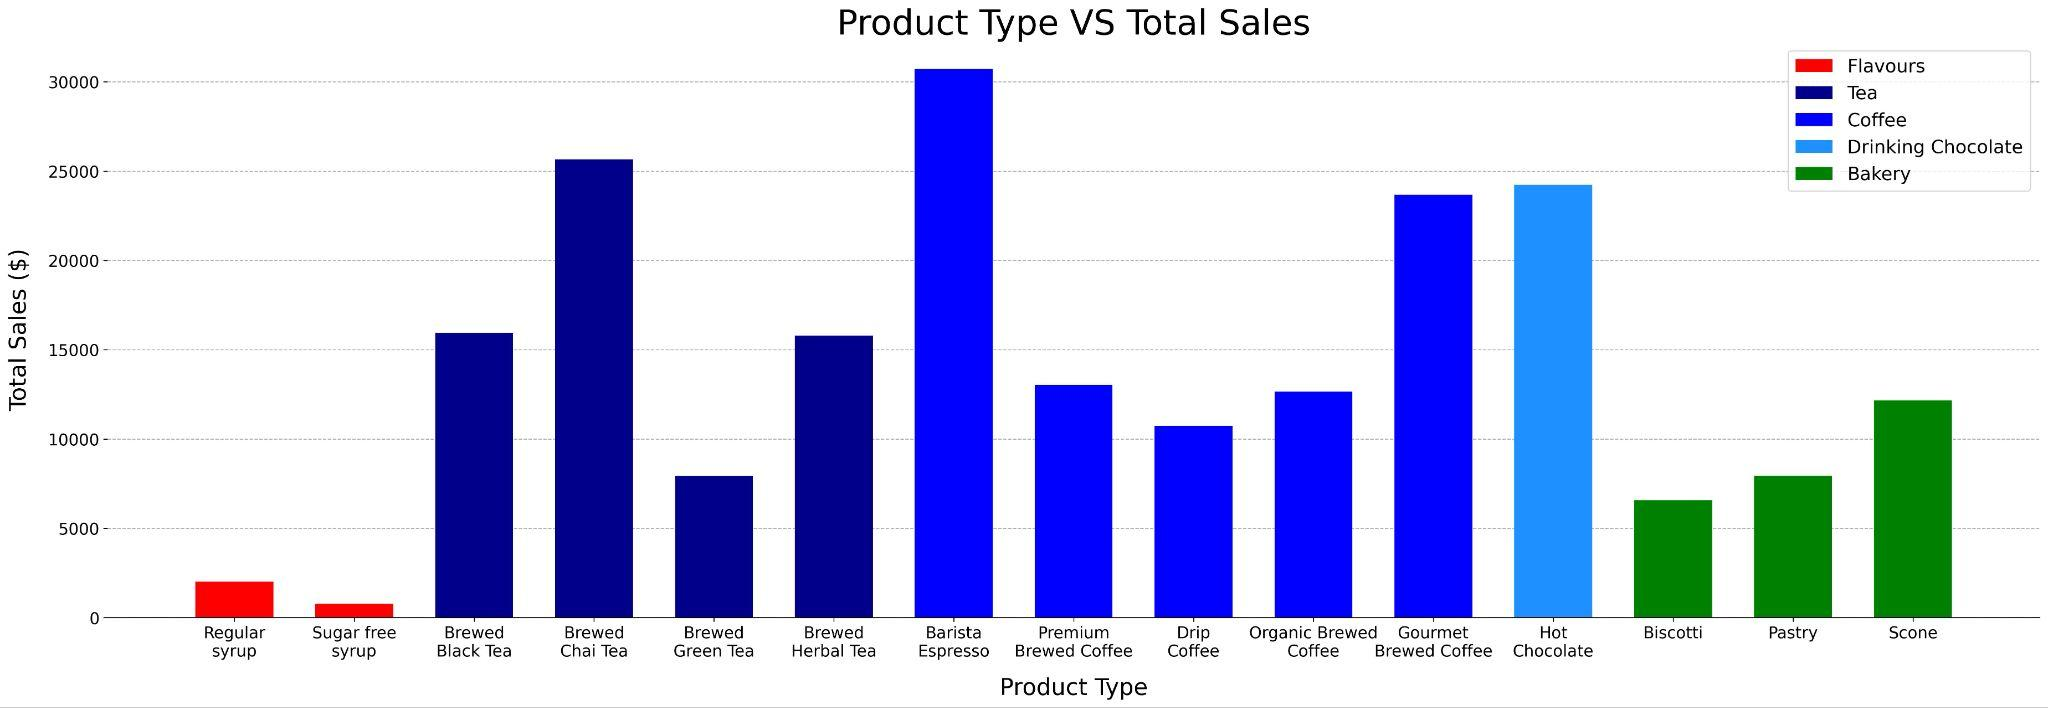 Product Type VS Total Sales
Flavours
Tea
Coffee
Drinking Chocolate
Bakery
Total Sales ($)
30000
25000
20000
15000
10000
5000
0
Regular
syrup
Sugar free
syrup
Brewed
Black Tea
Brewed
Chai Tea
Brewed
Green Tea
Brewed
Herbal Tea
Barista
Espresso
Premium
Brewed Coffee
Drip
Coffee
Organic Brewed
Coffee
Gourmet
Brewed Coffee
Hot
Chocolate
Biscotti
Pastry
Scone
Product Type